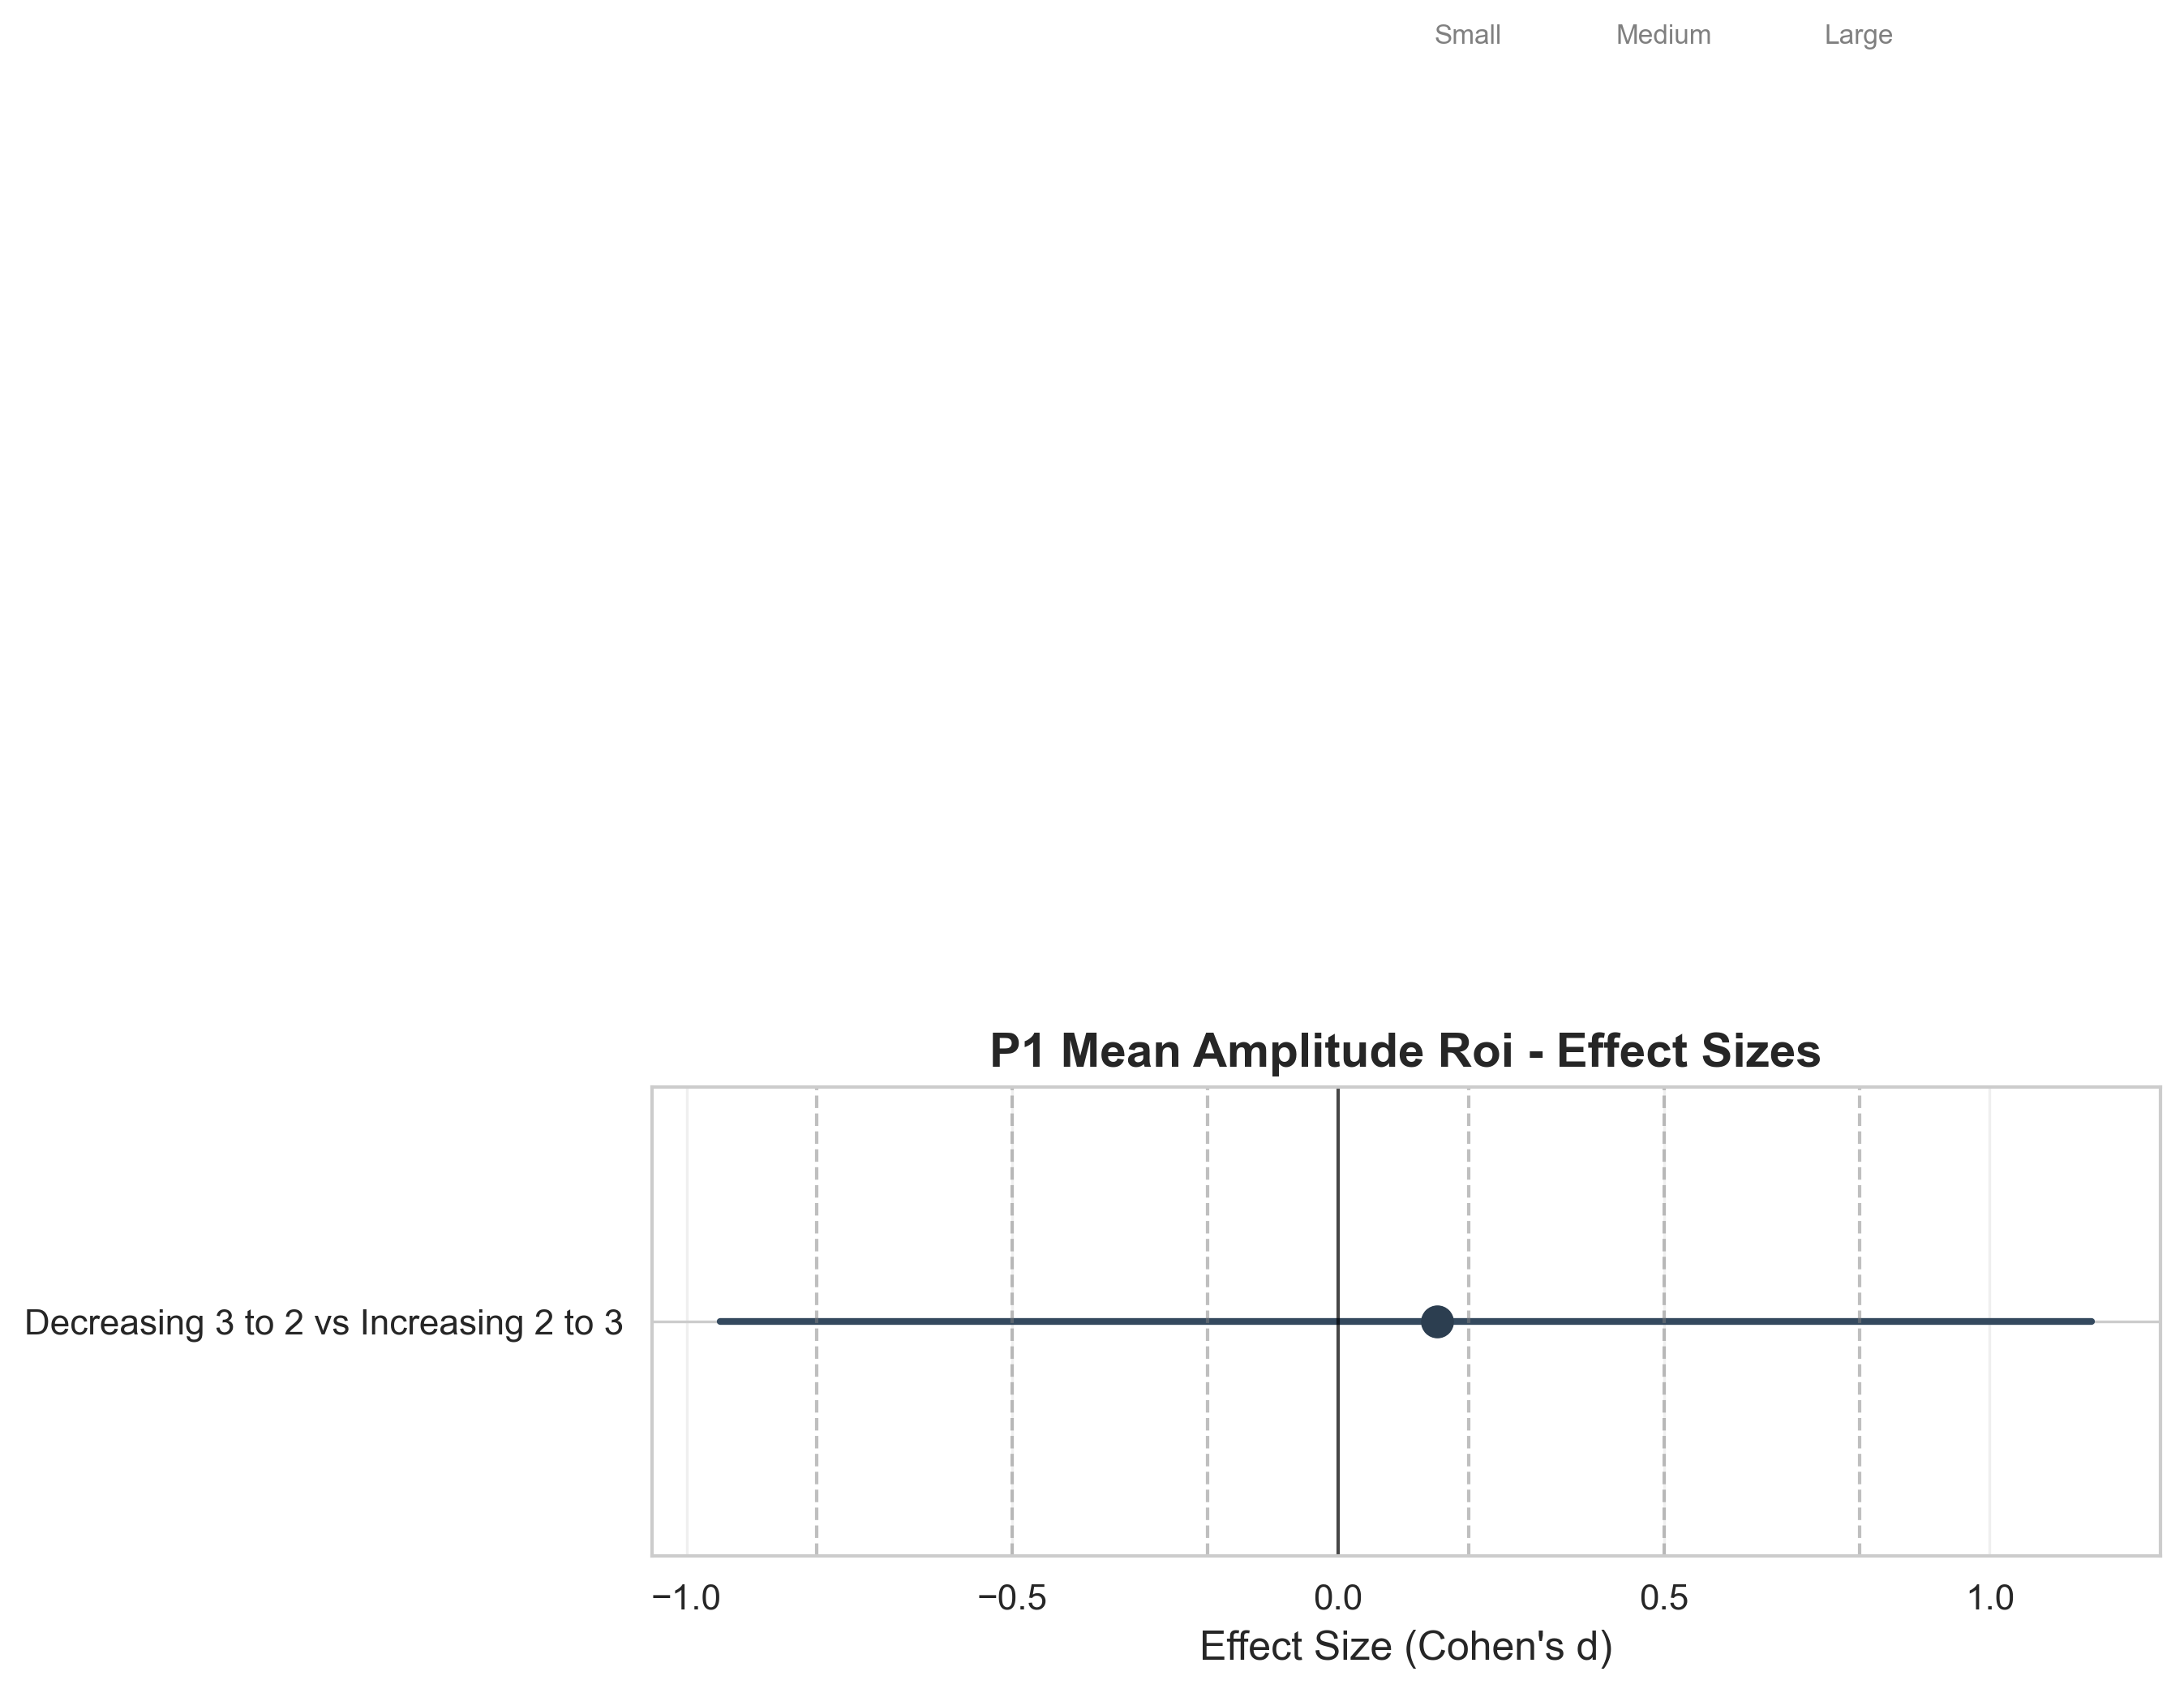 Small Medium Large
P1 Mean Amplitude Roi - Effect Sizes
Decreasing 3 to 2 vs Increasing 2 to 3
−1.0 −0.5 0.0 0.5 1.0
Effect Size (Cohen's d)